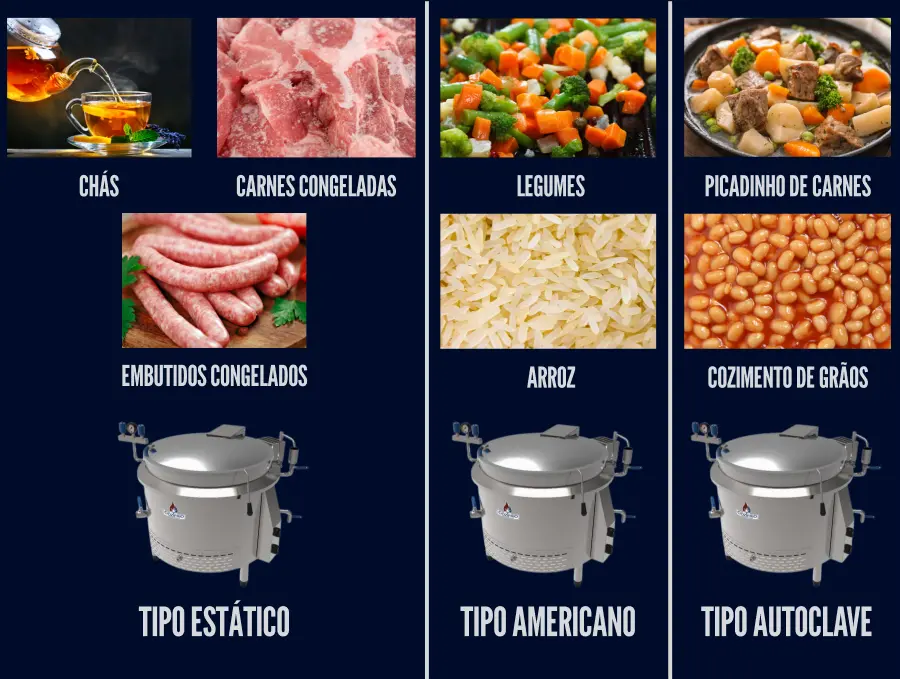 CHÁS
CARNES CONGELADAS
EMBUTIDOS CONGELADOS
TIPO ESTÁTICO
LEGUMES
ARROZ
TIPO AMERICANO
PICADINHO DE CARNES
COZIMENTO DE GRÃOS
TIPO AUTOCLAVE